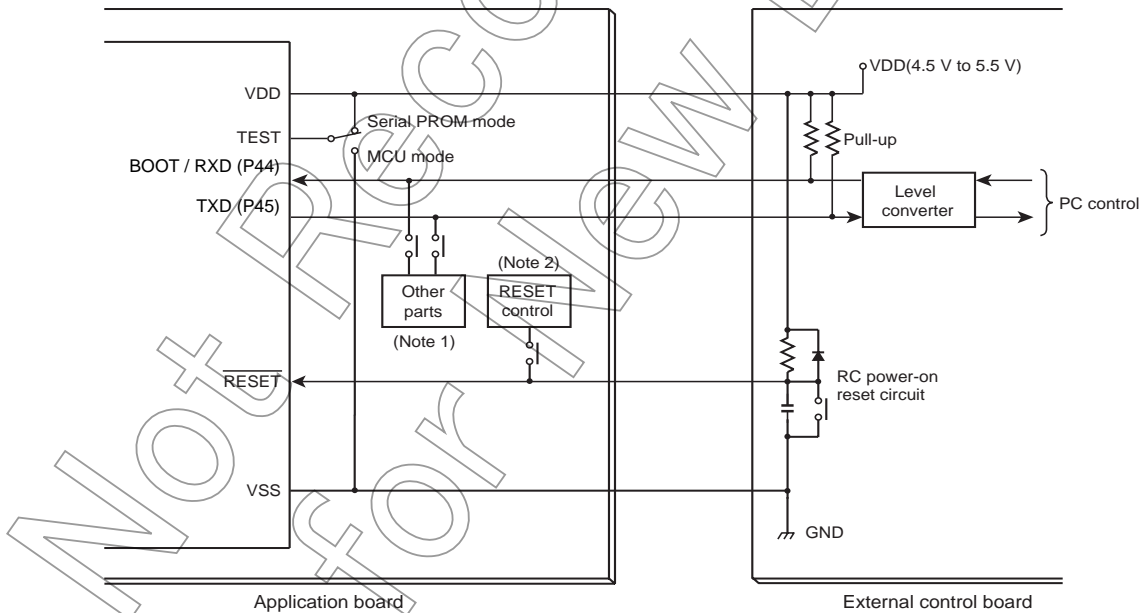 VDD(4.5 V to 5.5 V)
VDD
Serial PROM mode
TEST
Pull-up
MCU mode
BOOT / RXD (P44)
Level
converter
TXD (P45)
PC control
(Note 2)
Other
parts
RESET
control
(Note 1)
RESET
RC power-on
reset circuit
VSS
GND
Application board
External control board
Not Reco
for New